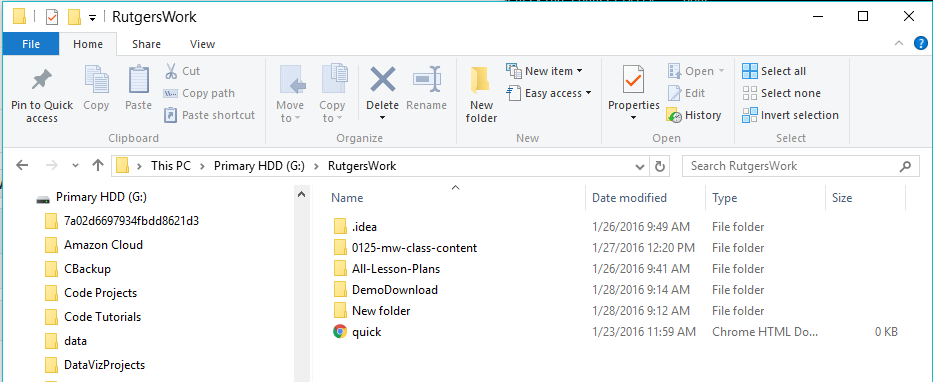 RutgersWork
File Home Share View
Pin to Quick access
Copy
Paste
Cut
Copy path
Paste shortcut
Clipboard
Move to
Copy to
Delete
Rename
Organize
New folder
New item
Easy access
New
Properties
Open
Edit
History
Open
Select all
Select none
Invert selection
Select
This PC Primary HDD (G:) RutgersWork
Search RutgersWork
Primary HDD (G:)
7a02d6697934fbdd8621d3
Amazon Cloud
CBackup
Code Projects
Code Tutorials
data
DataVizProjects
Name Date modified Type Size
.idea 1/26/2016 9:49 AM File folder
0125-mw-class-content 1/27/2016 12:20 PM File folder
All-Lesson-Plans 1/26/2016 9:41 AM File folder
DemoDownload 1/28/2016 9:14 AM File folder
New folder 1/28/2016 9:12 AM File folder
quick 1/23/2016 11:59 AM Chrome HTML Do... 0 KB